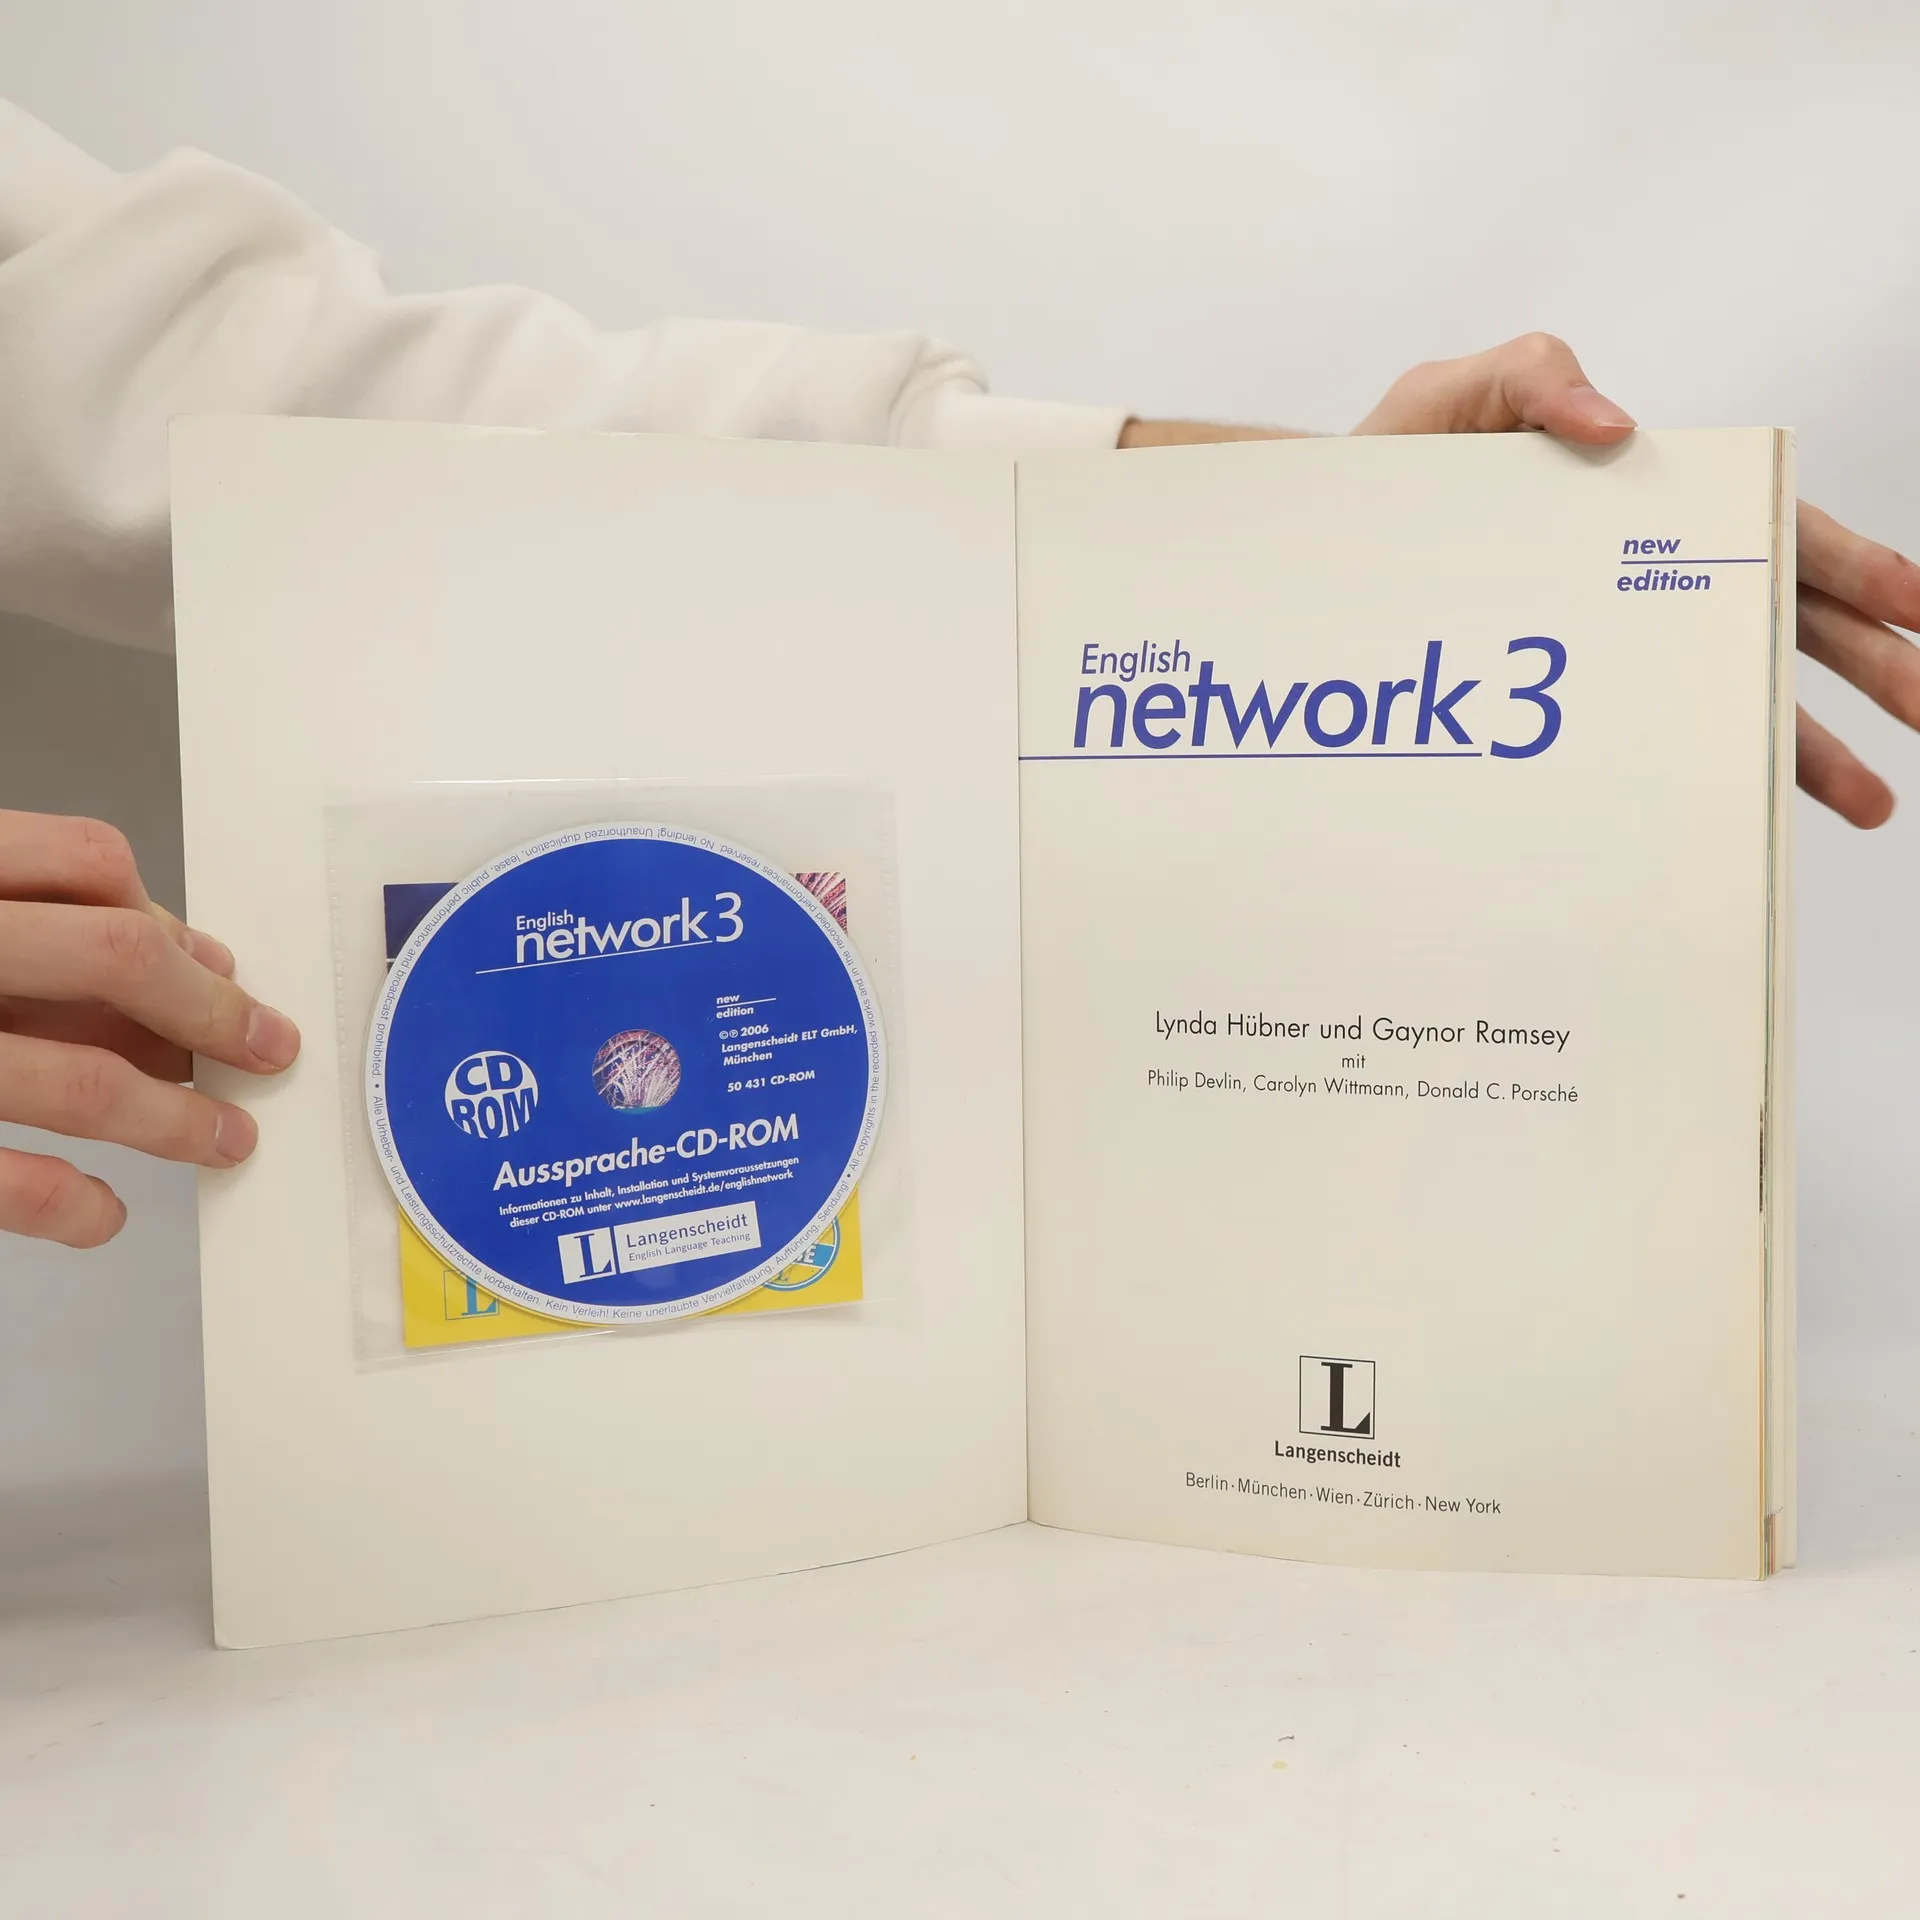 English
network 3
new
edition
©℗ 2006
Langenscheidt ELT GmbH,
München
50 431 CD-ROM
CD
ROM
Aussprache-CD-ROM
Informationen zu Inhalt, Installation und Systemvoraussetzungen
dieser CD-ROM unter www.langenscheidt.de/englishnetwork
L
Langenscheidt
English Language Teaching
Alle Urheber- und Leistungsschutzrechte vorbehalten. Kein Verleih! Keine unerlaubte Vervielfältigung, Aufführung, Sendung! • All copyrights in the recorded works and in the recorded performances reserved. No lending! Unauthorized duplication, lease, public performance and broadcast prohibited. •
L
new
edition
English
network 3
Lynda Hübner und Gaynor Ramsey
mit
Philip Devlin, Carolyn Wittmann, Donald C. Porsché
L
Langenscheidt
Berlin · München · Wien · Zürich · New York